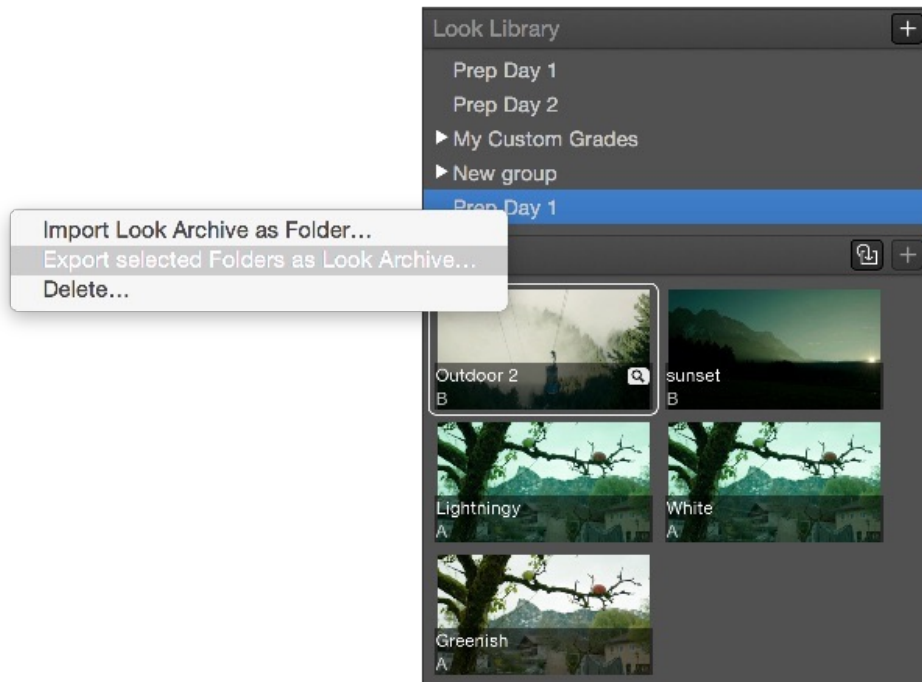 Look Library
Prep Day 1
Prep Day 2
My Custom Grades
New group
Prep Day 1
Import Look Archive as Folder...
Export selected Folders as Look Archive...
Delete...
Outdoor 2
B
sunset
B
Lightningy
A
White
A
Greenish
A